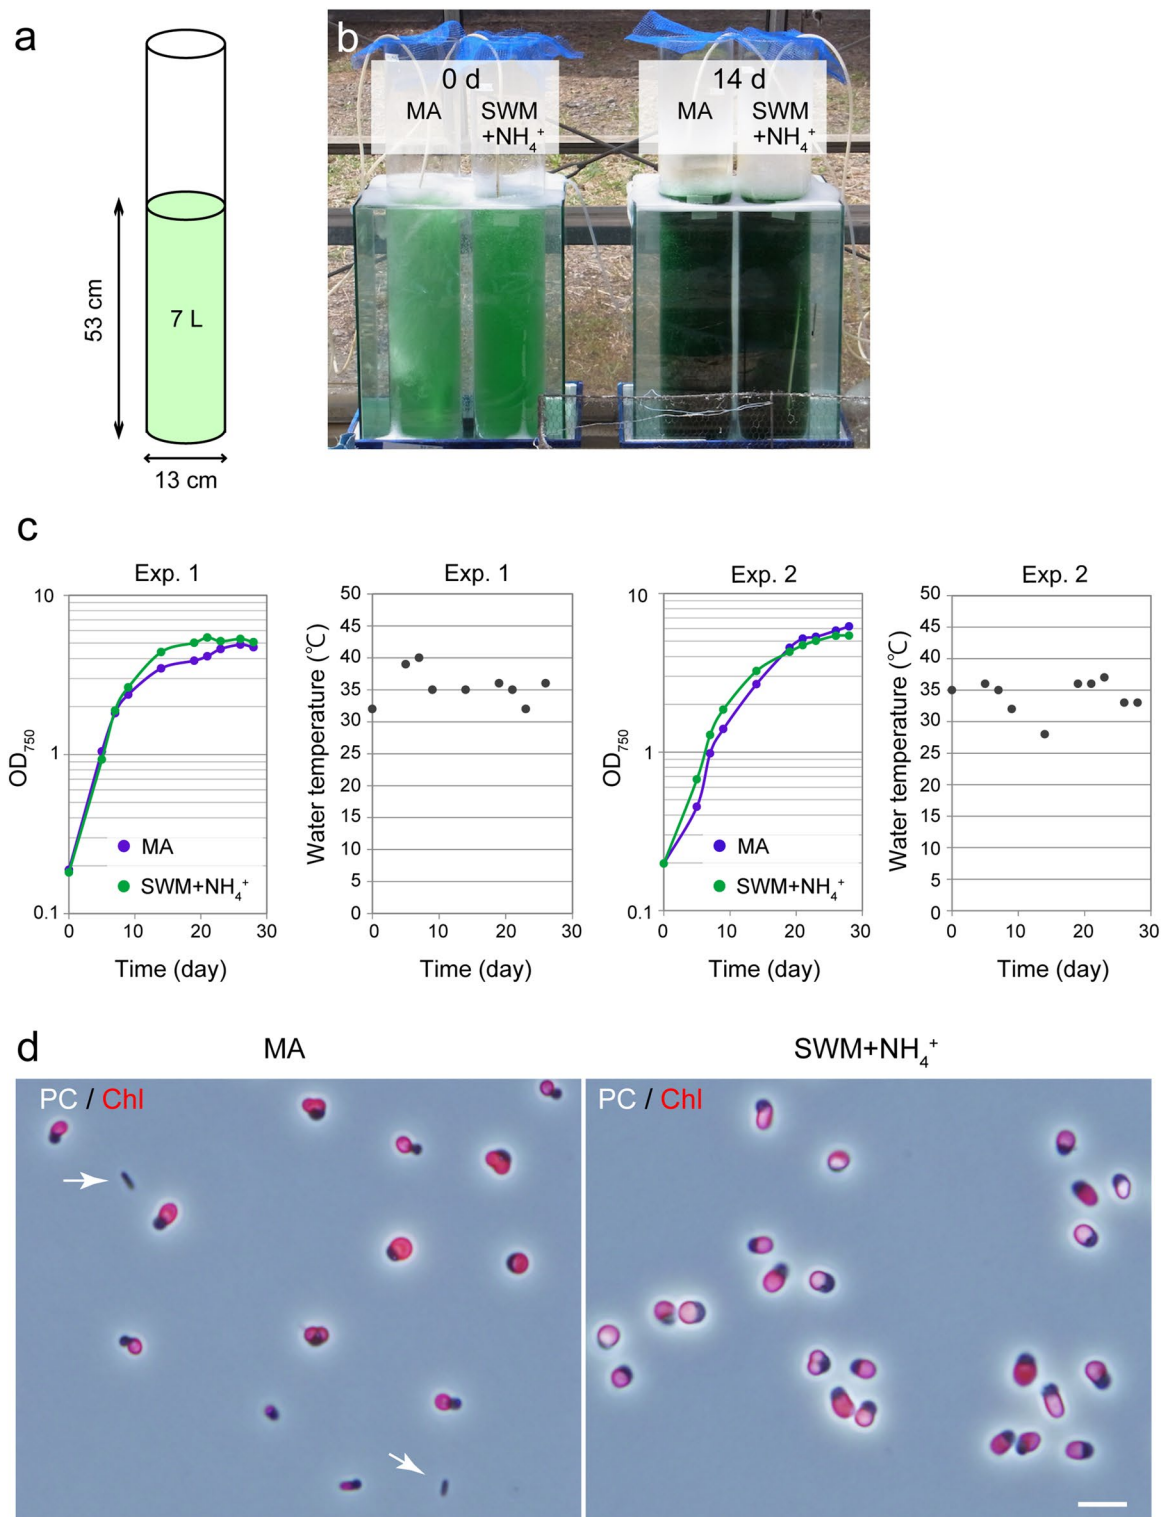 a
53 cm
7 L
13 cm
b
0 d
14 d
MA
SWM
+NH₄⁺
MA
SWM
+NH₄⁺
c
Exp. 1
Exp. 1
Exp. 2
Exp. 2
OD₇₅₀
10
1
0.1
0
10
20
30
Time (day)
MA
SWM+NH₄⁺
Water temperature (℃)
50
45
40
35
30
25
20
15
10
5
0
0
10
20
30
Time (day)
OD₇₅₀
10
1
0.1
0
10
20
30
Time (day)
MA
SWM+NH₄⁺
Water temperature (℃)
50
45
40
35
30
25
20
15
10
5
0
0
10
20
30
Time (day)
d
MA
SWM+NH₄⁺
PC / Chl
PC / Chl